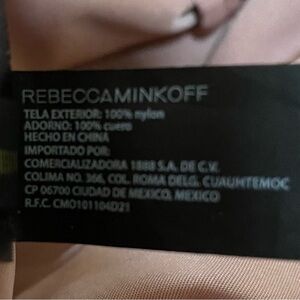 REBECCAMINKOFF
TELA EXTERIOR: 100% nylon
ADORNO: 100% cuero
HECHO EN CHINA
IMPORTADO POR:
COMERCIALIZADORA 1888 S.A. DE C.V.
COLIMA NO. 366, COL. ROMA DELG. CUAUHTEMOC
CP 06700 CIUDAD DE MEXICO, MEXICO
R.F.C. CMO101104D21